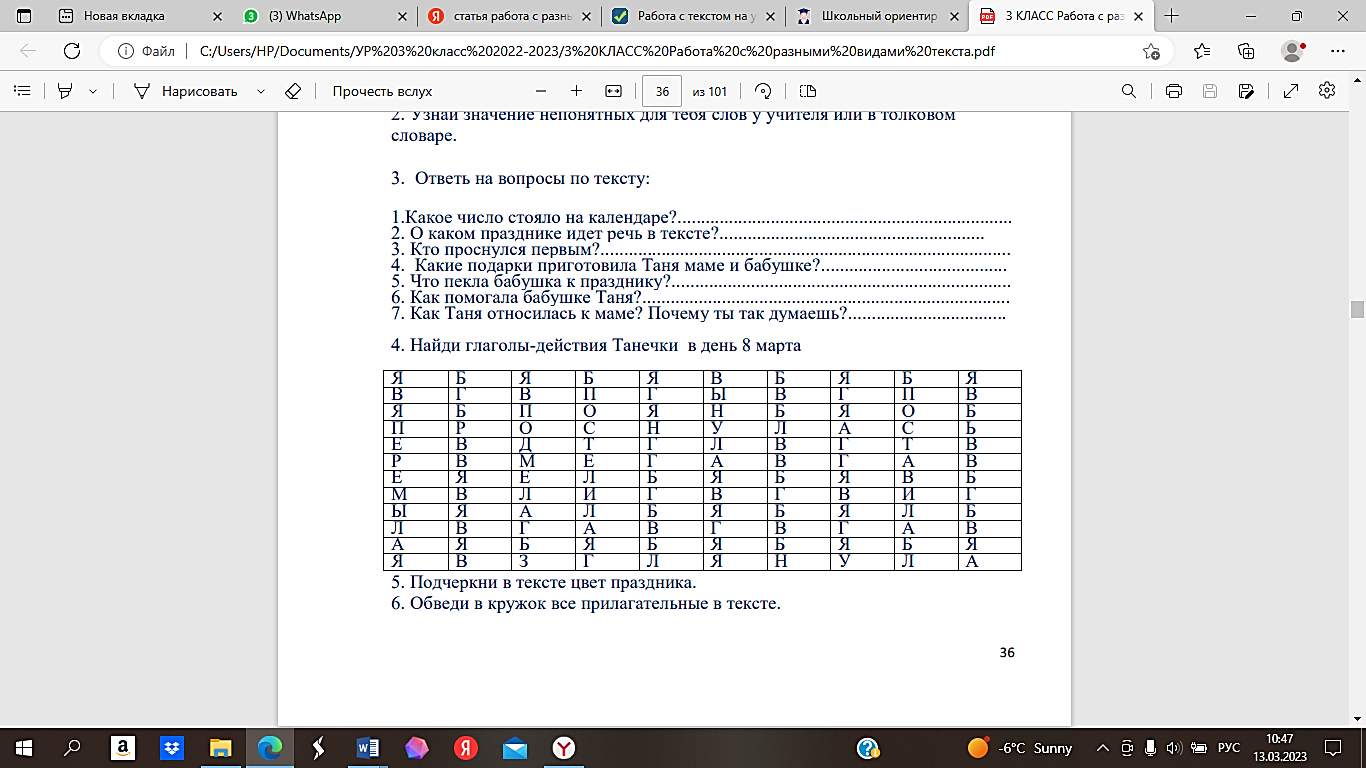 Новая вкладка
(3) WhatsApp
статья работа с разнь
Работа с текстом на у
Школьный ориентир
3 КЛАСС Работа с раз
Файл C:/Users/HP/Documents/УР%203%20класс%202022-2023/3%20КЛАСС%20Работа%20с%20разными%20видами%20текста.pdf
Нарисовать Прочесть вслух 36 из 101
2. Узнай значение непонятных для тебя слов у учителя или в толковом
словаре.
3. Ответь на вопросы по тексту:
1.Какое число стояло на календаре?........................................................................
2. О каком празднике идет речь в тексте?.........................................................
3. Кто проснулся первым?........................................................................................
4. Какие подарки приготовила Таня маме и бабушке?........................................
5. Что пекла бабушка к празднику?.........................................................................
6. Как помогала бабушке Таня?...............................................................................
7. Как Таня относилась к маме? Почему ты так думаешь?..................................
4. Найди глаголы-действия Танечки в день 8 марта
Я Б Я Б Я В Б Я Б Я
В Г В П Г Ы В Г П В
Я Б П О Я Н Б Я О Б
П Р О С Н У Л А С Ь
Е В Д Т Г Л В Г Т В
Р В М Е Г А В Г А В
Е Я Е Л Б Я Б Я В Б
М В Л И Г В Г В И Г
Ы Я А Л Б Я Б Я Л Б
Л В Г А В Г В Г А В
А Я Б Я Б Я Б Я Б Я
Я В З Г Л Я Н У Л А
5. Подчеркни в тексте цвет праздника.
6. Обведи в кружок все прилагательные в тексте.
36
-6°C Sunny
РУС
10:47
13.03.2023